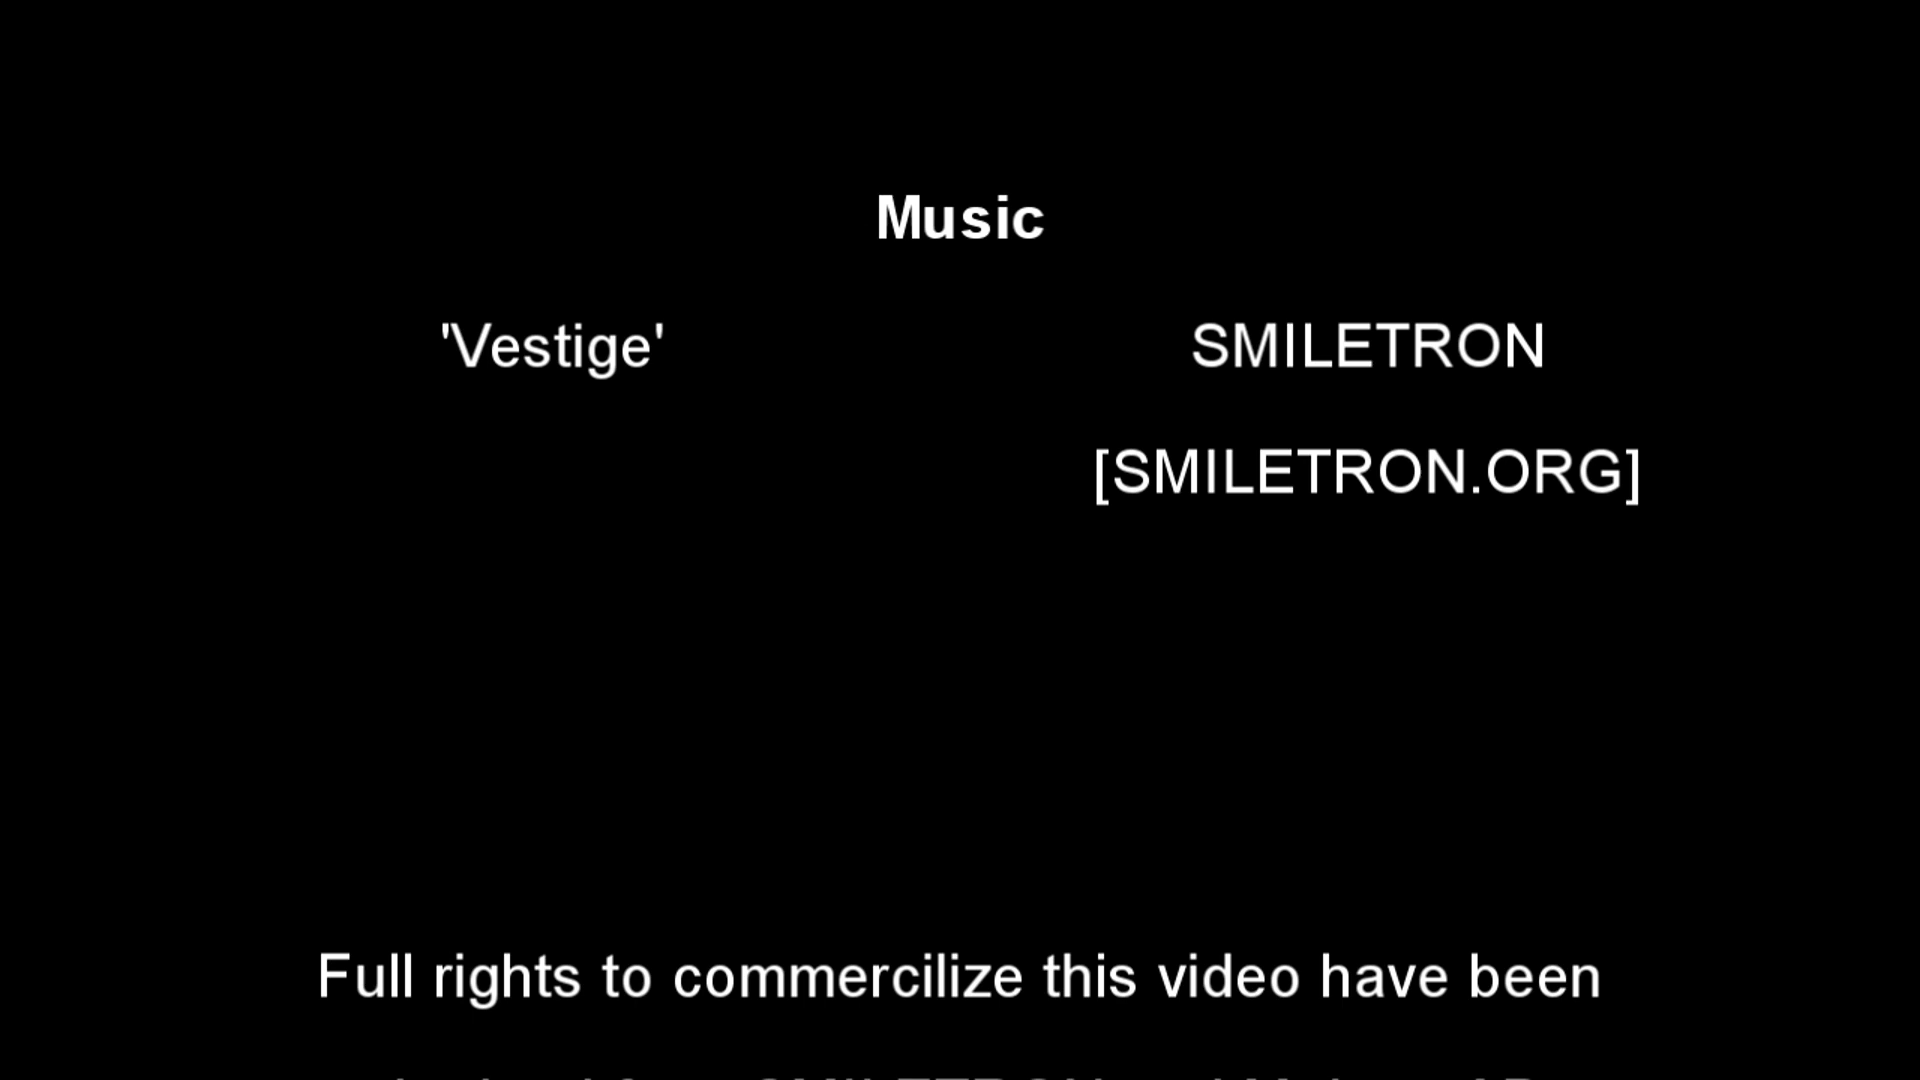 Music
'Vestige' SMILETRON
[SMILETRON.ORG]
Full rights to commercilize this video have been